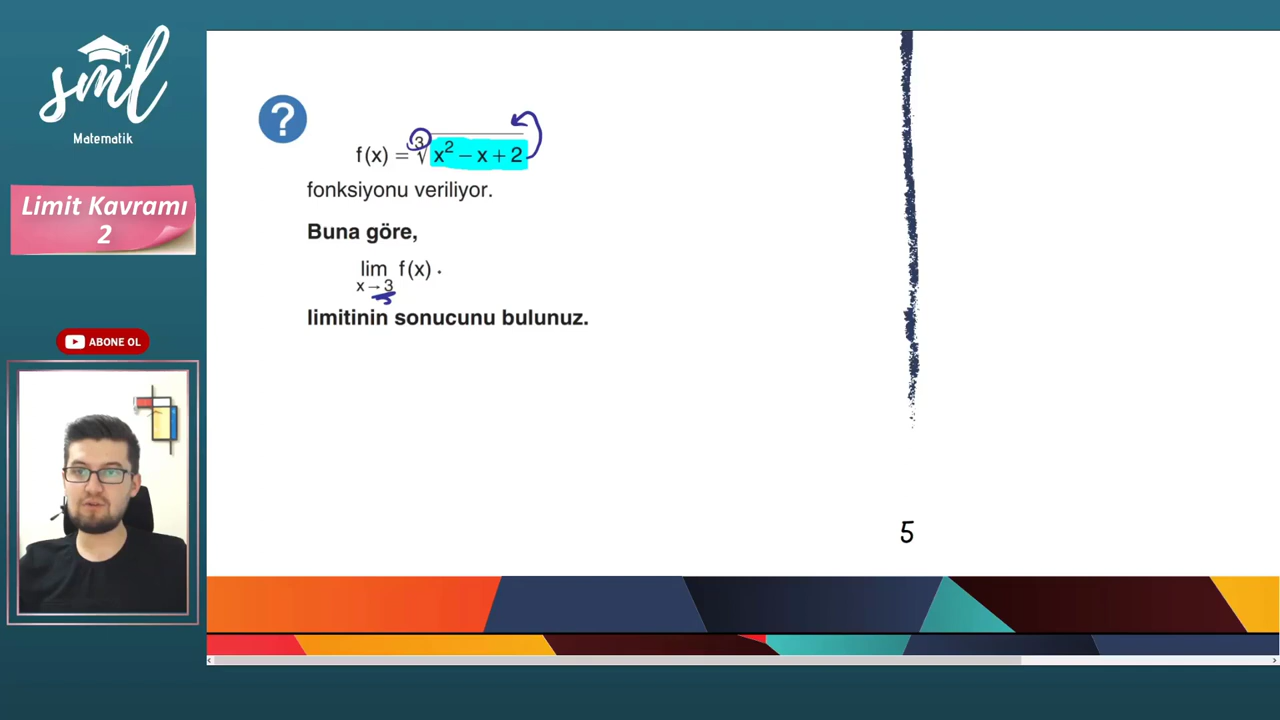 sml
Matematik
Limit Kavramı
2
ABONE OL
?
f(x) = ∛(x² − x + 2)
fonksiyonu veriliyor.
Buna göre,
lim f(x) .
x → 3
limitinin sonucunu bulunuz.
5